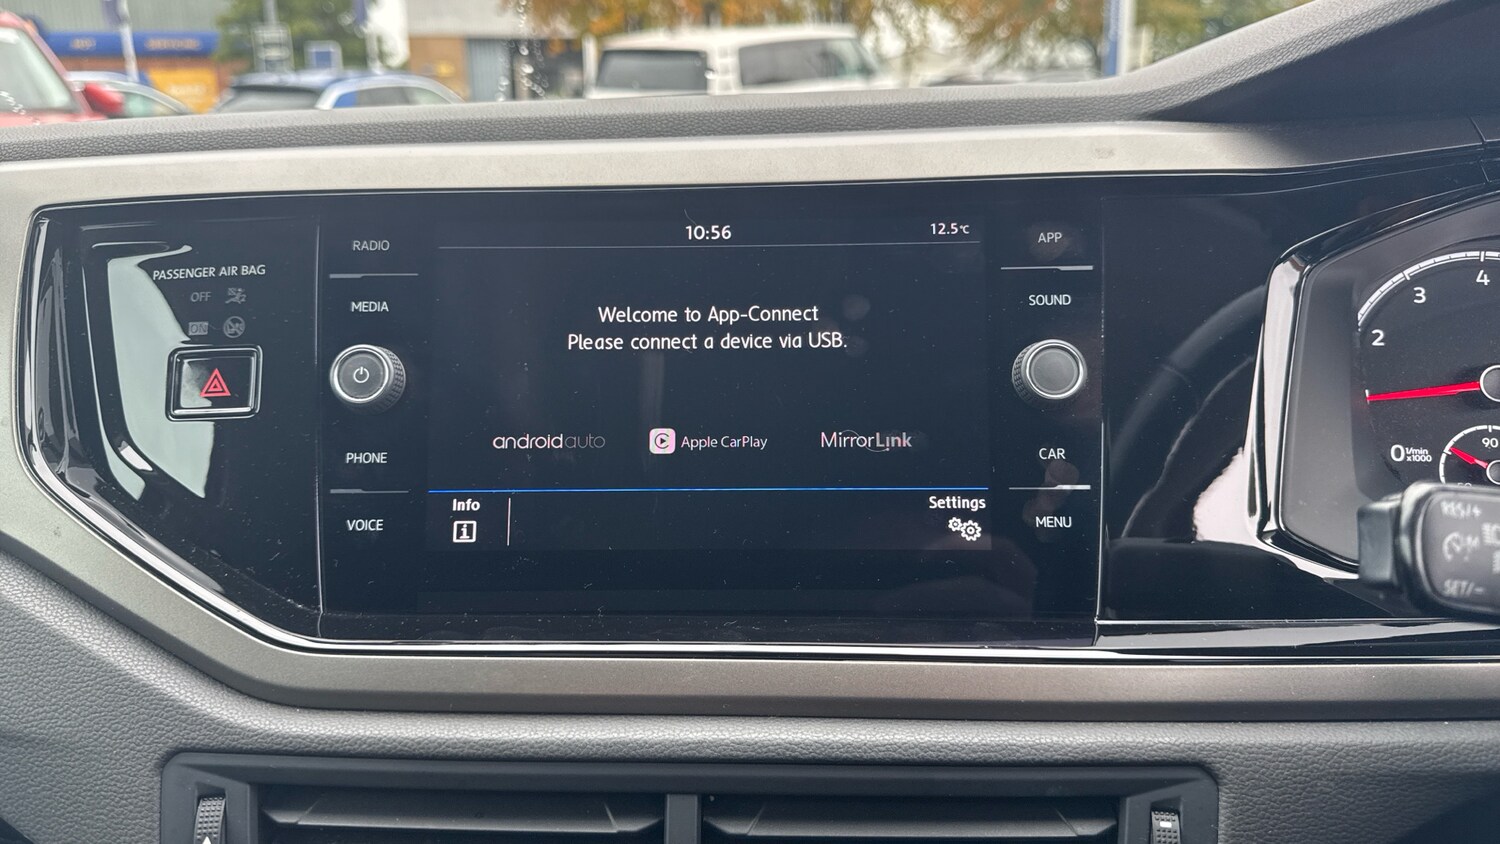 PASSENGER AIR BAG
OFF
ON
RADIO
MEDIA
PHONE
VOICE
10:56
12.5°C
Welcome to App-Connect
Please connect a device via USB.
androidauto
Apple CarPlay
MirrorLink
Info
i
Settings
APP
SOUND
CAR
MENU
4
3
2
0 1/min
x1000
90
RES/+
SET/-